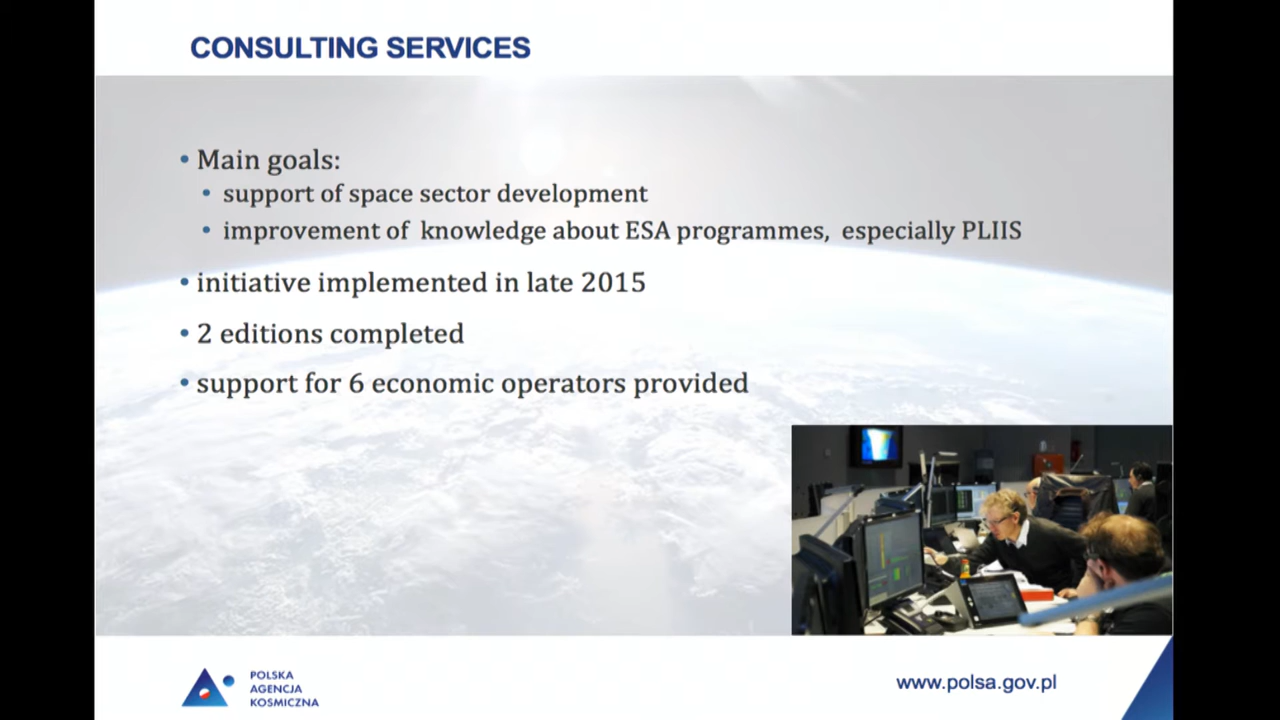 CONSULTING SERVICES
• Main goals:
• support of space sector development
• improvement of knowledge about ESA programmes, especially PLIIS
• initiative implemented in late 2015
• 2 editions completed
• support for 6 economic operators provided
POLSKA
AGENCJA
KOSMICZNA
www.polsa.gov.pl